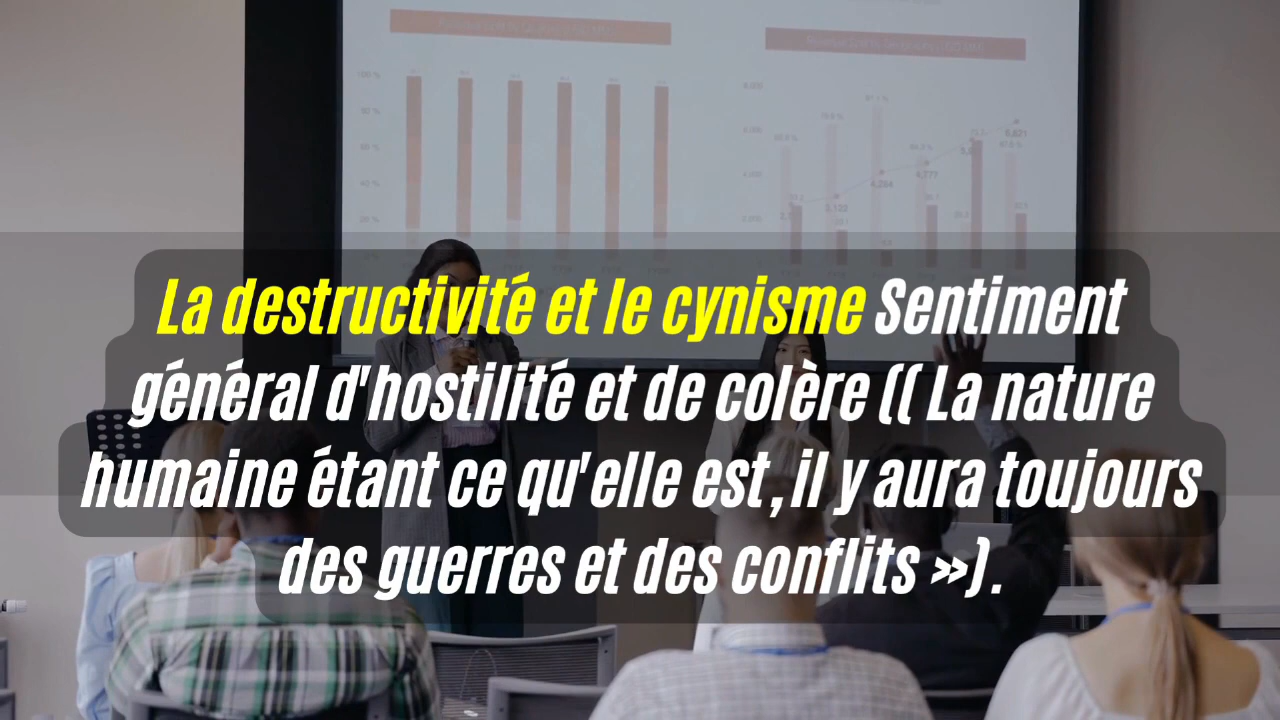 La destructivité et le cynisme Sentiment
général d'hostilité et de colère (( La nature
humaine étant ce qu'elle est, il y aura toujours
des guerres et des conflits »).